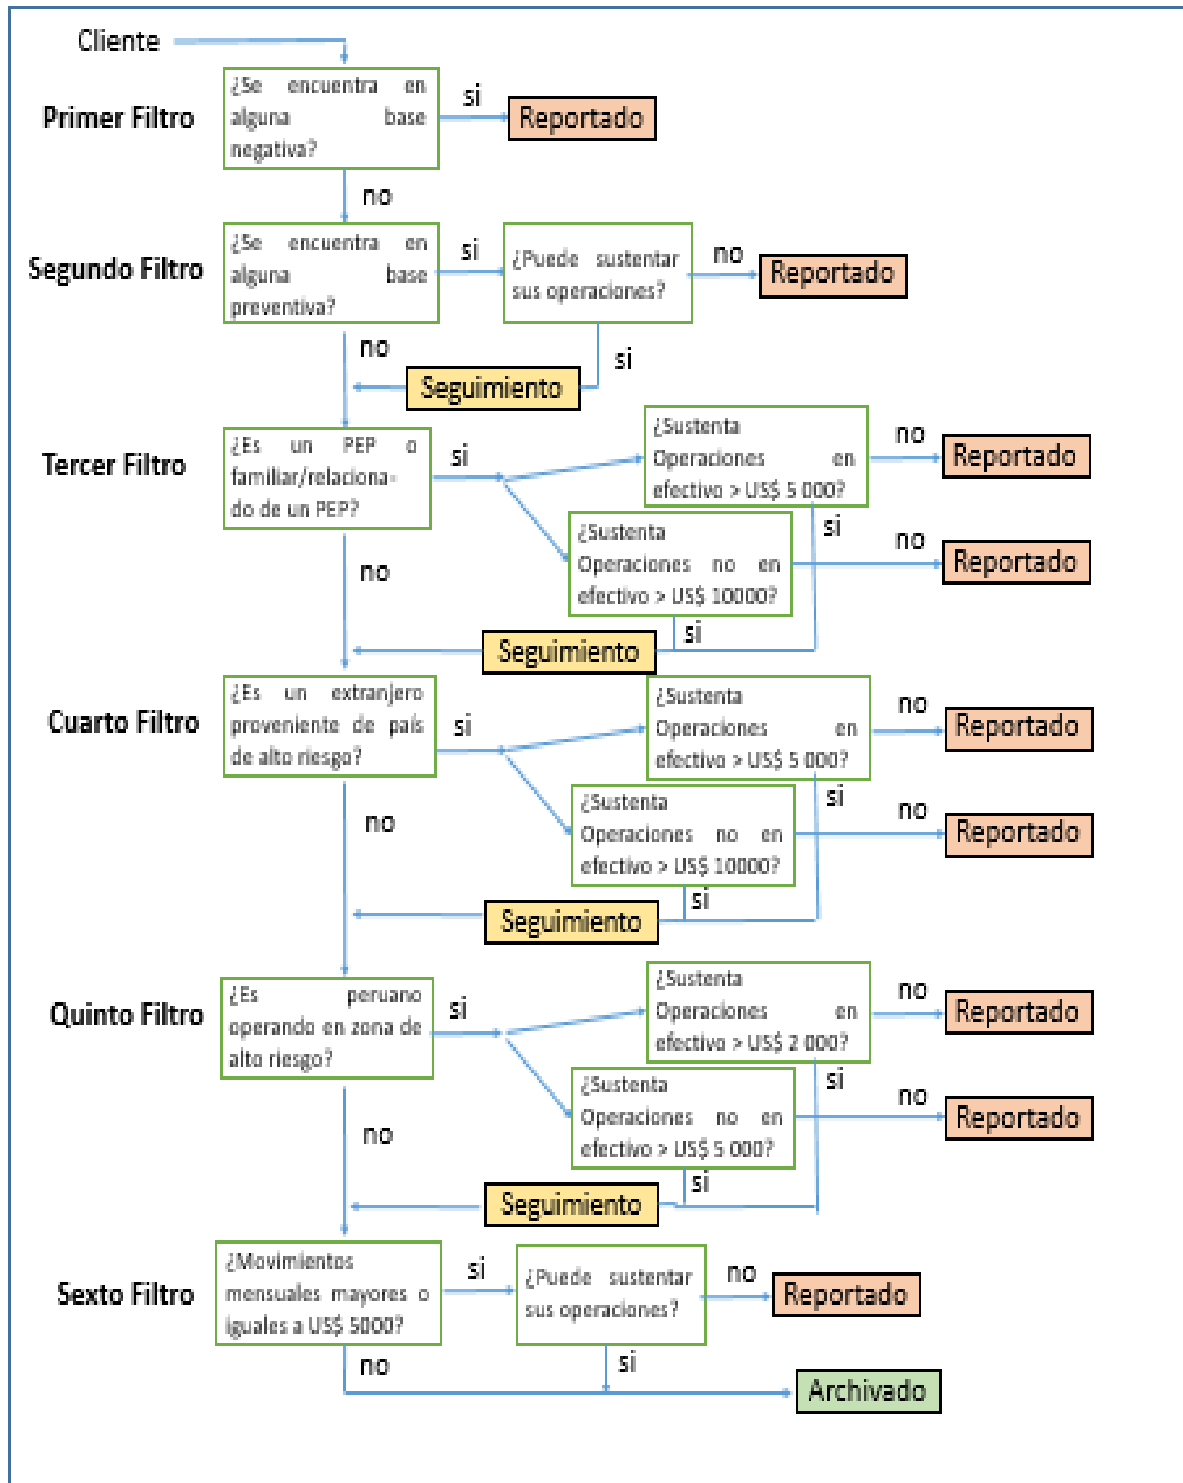 Cliente
¿Se encuentra en
alguna base
negativa?
Primer Filtro
si
Reportado
no
¿Se encuentra en
alguna base
preventiva?
Segundo Filtro
si
¿Puede sustentar
sus operaciones?
no
Reportado
no
si
Seguimiento
¿Es un PEP o
familiar/relaciona-
do de un PEP?
Tercer Filtro
si
¿Sustenta
Operaciones en
efectivo > US$ 5 000?
no
Reportado
si
¿Sustenta
Operaciones no en
efectivo > US$ 10000?
no
Reportado
no
si
Seguimiento
¿Es un extranjero
proveniente de país
de alto riesgo?
Cuarto Filtro
si
¿Sustenta
Operaciones en
efectivo > US$ 5 000?
no
Reportado
si
¿Sustenta
Operaciones no en
efectivo > US$ 10000?
no
Reportado
no
si
Seguimiento
¿Es peruano
operando en zona de
alto riesgo?
Quinto Filtro
si
¿Sustenta
Operaciones en
efectivo > US$ 2 000?
no
Reportado
si
¿Sustenta
Operaciones no en
efectivo > US$ 5 000?
no
Reportado
no
si
Seguimiento
¿Movimientos
mensuales mayores o
iguales a US$ 5000?
Sexto Filtro
si
¿Puede sustentar
sus operaciones?
no
Reportado
no
si
Archivado